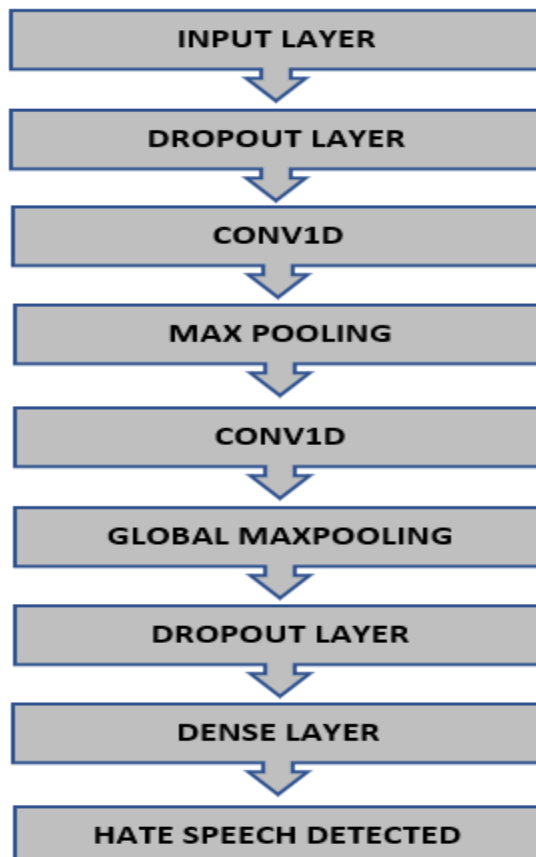 INPUT LAYER
DROPOUT LAYER
CONV1D
MAX POOLING
CONV1D
GLOBAL MAXPOOLING
DROPOUT LAYER
DENSE LAYER
HATE SPEECH DETECTED